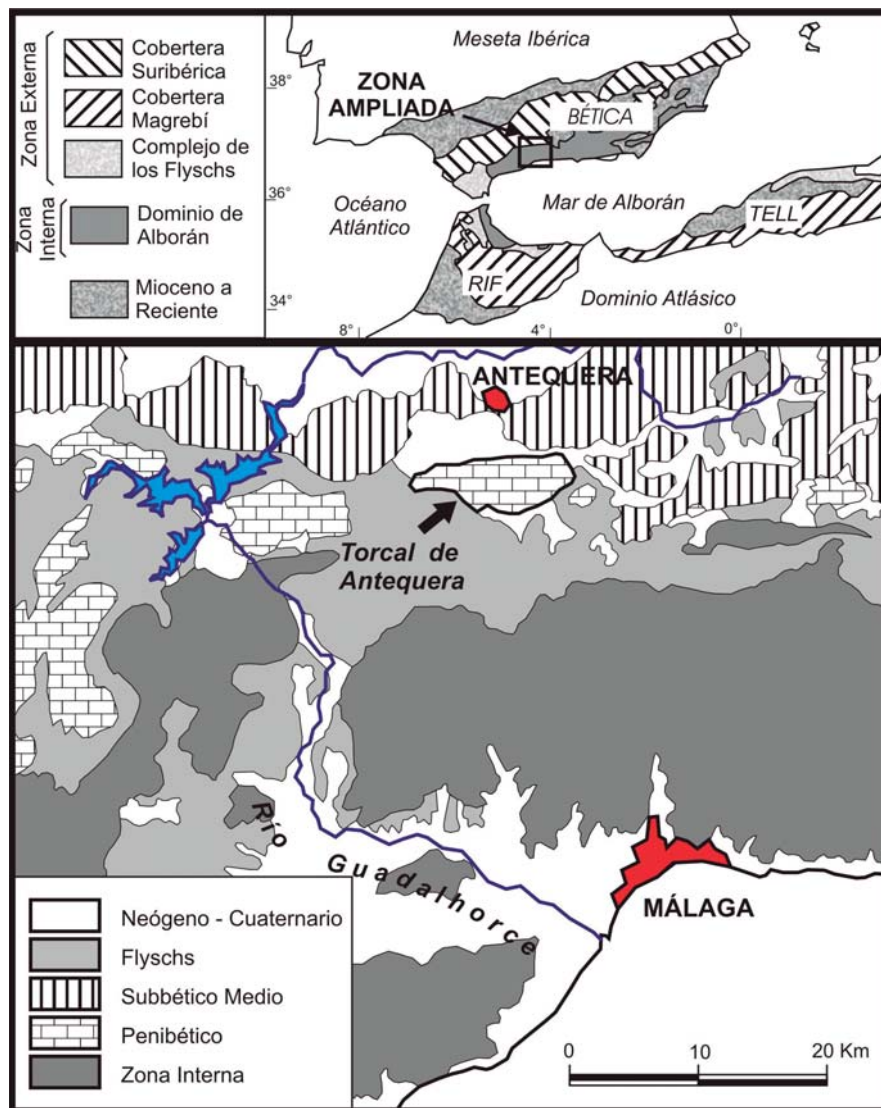 Zona Externa
Cobertera
Suribérica
Cobertera
Magrebí
Complejo de
los Flyschs
Zona
Interna
Dominio de
Alborán
Mioceno a
Reciente
Meseta Ibérica
38°
ZONA
AMPLIADA
BÉTICA
36°
Océano
Atlántico
Mar de Alborán
TELL
RIF
34°
Dominio Atlásico
8°
4°
0°
ANTEQUERA
Torcal de
Antequera
Río Guadalhorce
MÁLAGA
Neógeno - Cuaternario
Flyschs
Subbético Medio
Penibético
Zona Interna
0 10 20 Km